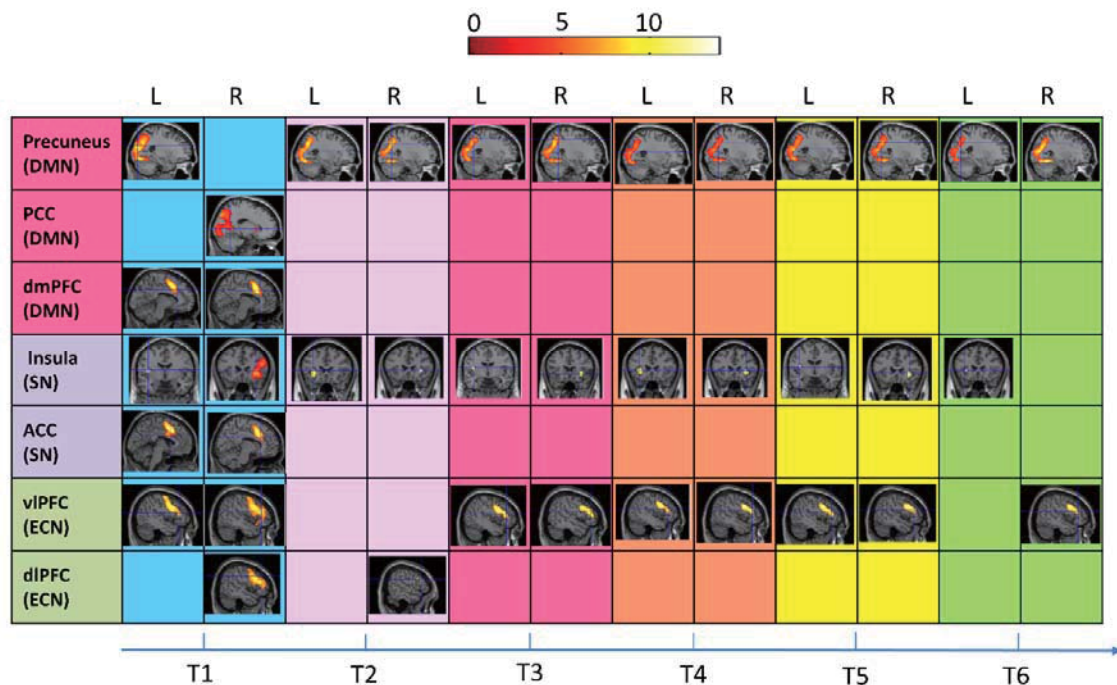 0 5 10
L R L R L R L R L R L R
Precuneus
(DMN)
PCC
(DMN)
dmPFC
(DMN)
Insula
(SN)
ACC
(SN)
vlPFC
(ECN)
dlPFC
(ECN)
T1 T2 T3 T4 T5 T6